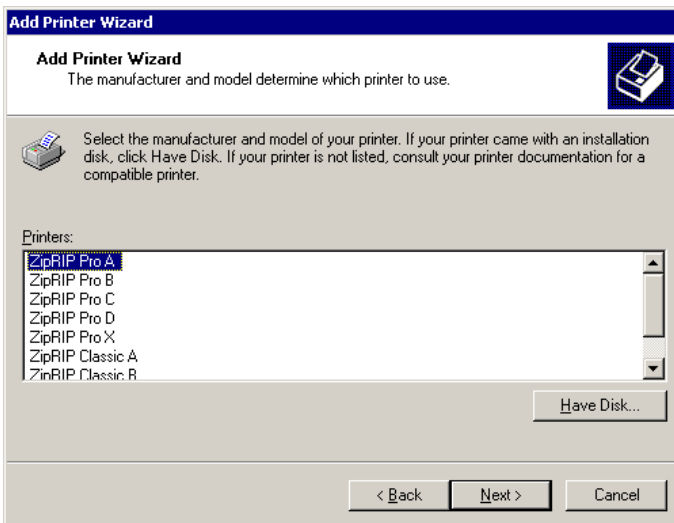 Add Printer Wizard
Add Printer Wizard
The manufacturer and model determine which printer to use.
Select the manufacturer and model of your printer. If your printer came with an installation
disk, click Have Disk. If your printer is not listed, consult your printer documentation for a
compatible printer.
Printers:
ZipRIP Pro A
ZipRIP Pro B
ZipRIP Pro C
ZipRIP Pro D
ZipRIP Pro X
ZipRIP Classic A
ZipRIP Classic B
Have Disk...
< Back
Next >
Cancel